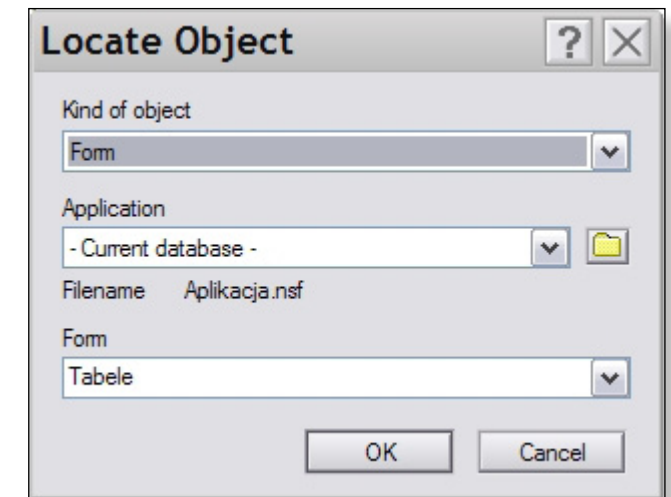 Locate Object ?
Kind of object
Form
Application
- Current database -
Filename Aplikacja.nsf
Form
Tabele
OK Cancel